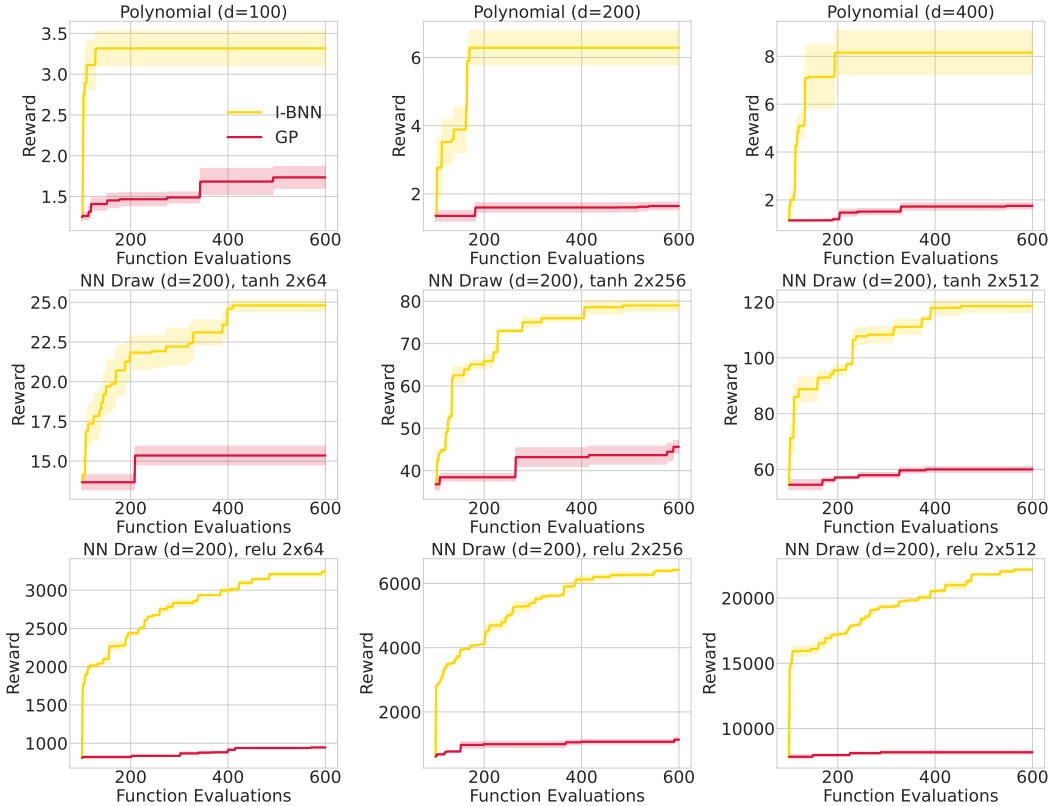 Polynomial (d=100)
Reward
3.5
3.0
2.5
2.0
1.5
I-BNN
GP
200
400
600
Function Evaluations
Polynomial (d=200)
Reward
6
4
2
200
400
600
Function Evaluations
Polynomial (d=400)
Reward
8
6
4
2
200
400
600
Function Evaluations
NN Draw (d=200), tanh 2x64
Reward
25.0
22.5
20.0
17.5
15.0
200
400
600
Function Evaluations
NN Draw (d=200), tanh 2x256
Reward
80
70
60
50
40
200
400
600
Function Evaluations
NN Draw (d=200), tanh 2x512
Reward
120
100
80
60
200
400
600
Function Evaluations
NN Draw (d=200), relu 2x64
Reward
3000
2500
2000
1500
1000
200
400
600
Function Evaluations
NN Draw (d=200), relu 2x256
Reward
6000
4000
2000
200
400
600
Function Evaluations
NN Draw (d=200), relu 2x512
Reward
20000
15000
10000
200
400
600
Function Evaluations